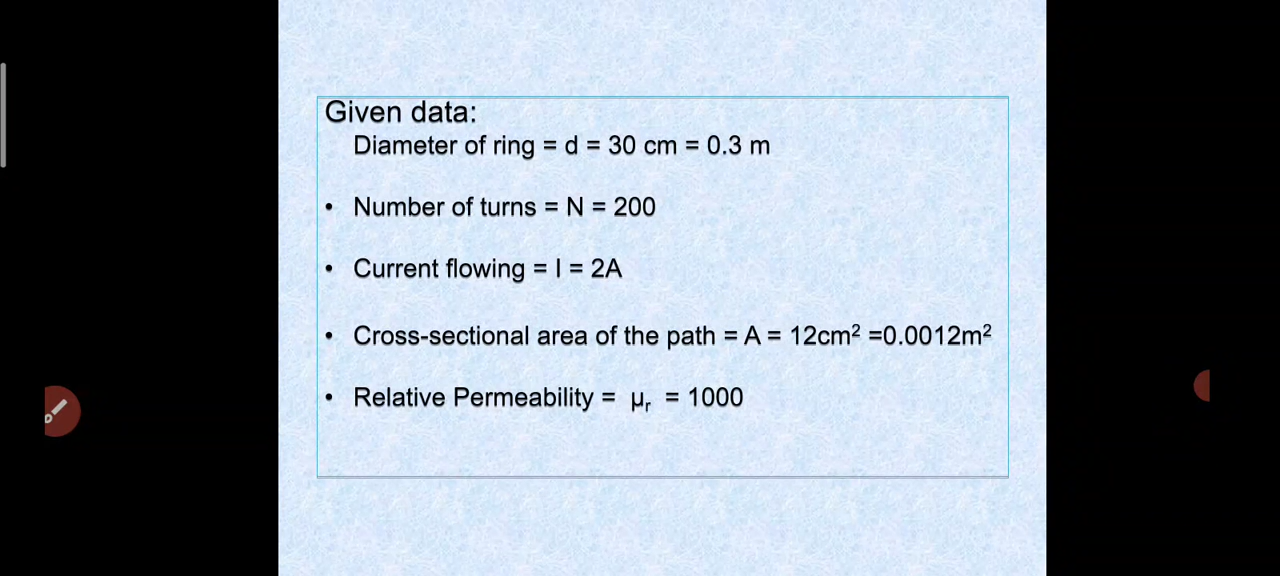 Given data:
Diameter of ring = d = 30 cm = 0.3 m
• Number of turns = N = 200
• Current flowing = I = 2A
• Cross-sectional area of the path = A = 12cm² =0.0012m²
• Relative Permeability = μᵣ = 1000